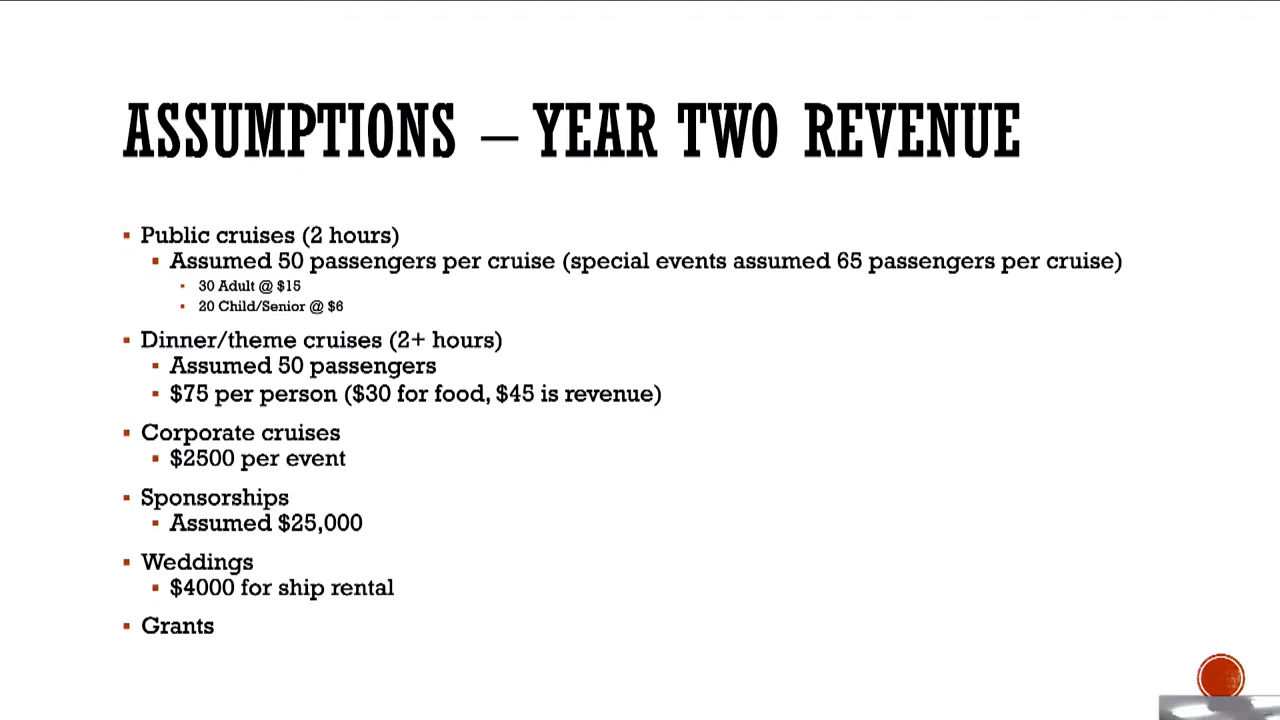 ASSUMPTIONS – YEAR TWO REVENUE
Public cruises (2 hours)
Assumed 50 passengers per cruise (special events assumed 65 passengers per cruise)
30 Adult @ $15
20 Child/Senior @ $6
Dinner/theme cruises (2+ hours)
Assumed 50 passengers
$75 per person ($30 for food, $45 is revenue)
Corporate cruises
$2500 per event
Sponsorships
Assumed $25,000
Weddings
$4000 for ship rental
Grants